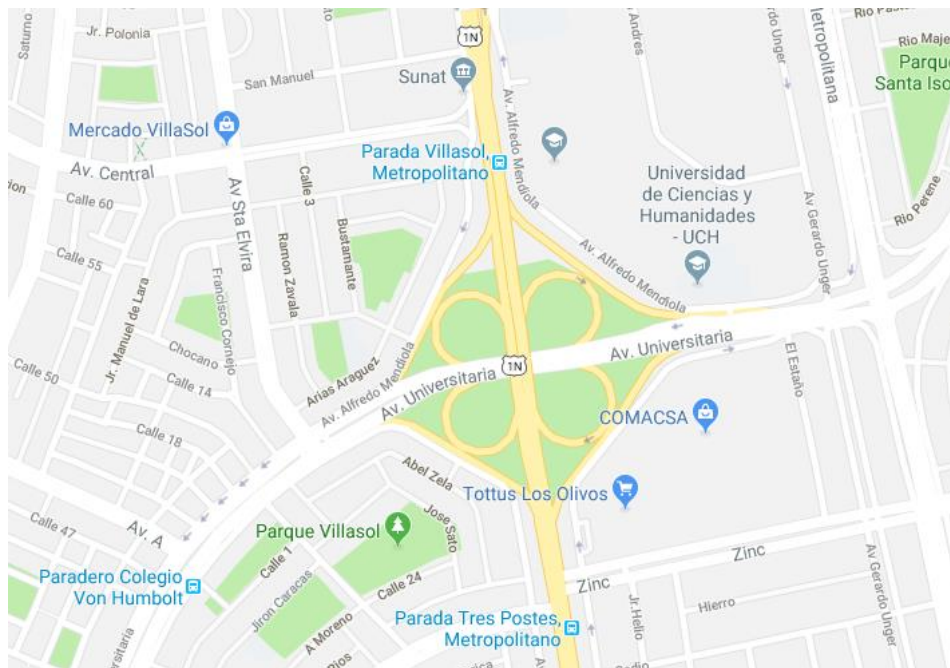 Saturno
Jr. Polonia
1N
Andres
Av Gerardo Unger
Metropolitana
Rio Majes
Parque
Santa Iso
San Manuel
Sunat
Mercado VillaSol
Av. Alfredo Mendiola
Parada Villasol,
Metropolitano
Av. Central
Calle 60
Av Sta Elvira
Calle 3
Bustamante
Ramon Zavala
Universidad
de Ciencias y
Humanidades
- UCH
Av Gerardo Unger
Rio Perene
Calle 55
Francisco Cornejo
Jr. Manuel de Lara
Av. Alfredo Mendiola
Chocano
Calle 50
Calle 14
Arias Araguez
Av. Alfredo Mendiola
Av. Universitaria
1N
Av. Universitaria
El Estaño
Calle 18
COMACSA
Abel Zela
Tottus Los Olivos
Calle 47
Av. A
Parque Villasol
Jose Sato
Calle 1
Zinc
Zinc
Paradero Colegio
Von Humbolt
Calle 24
Jiron Caracas
A Moreno
Parada Tres Postes,
Metropolitano
Jr.Helio
Hierro
Av Gerardo Unger
Rios